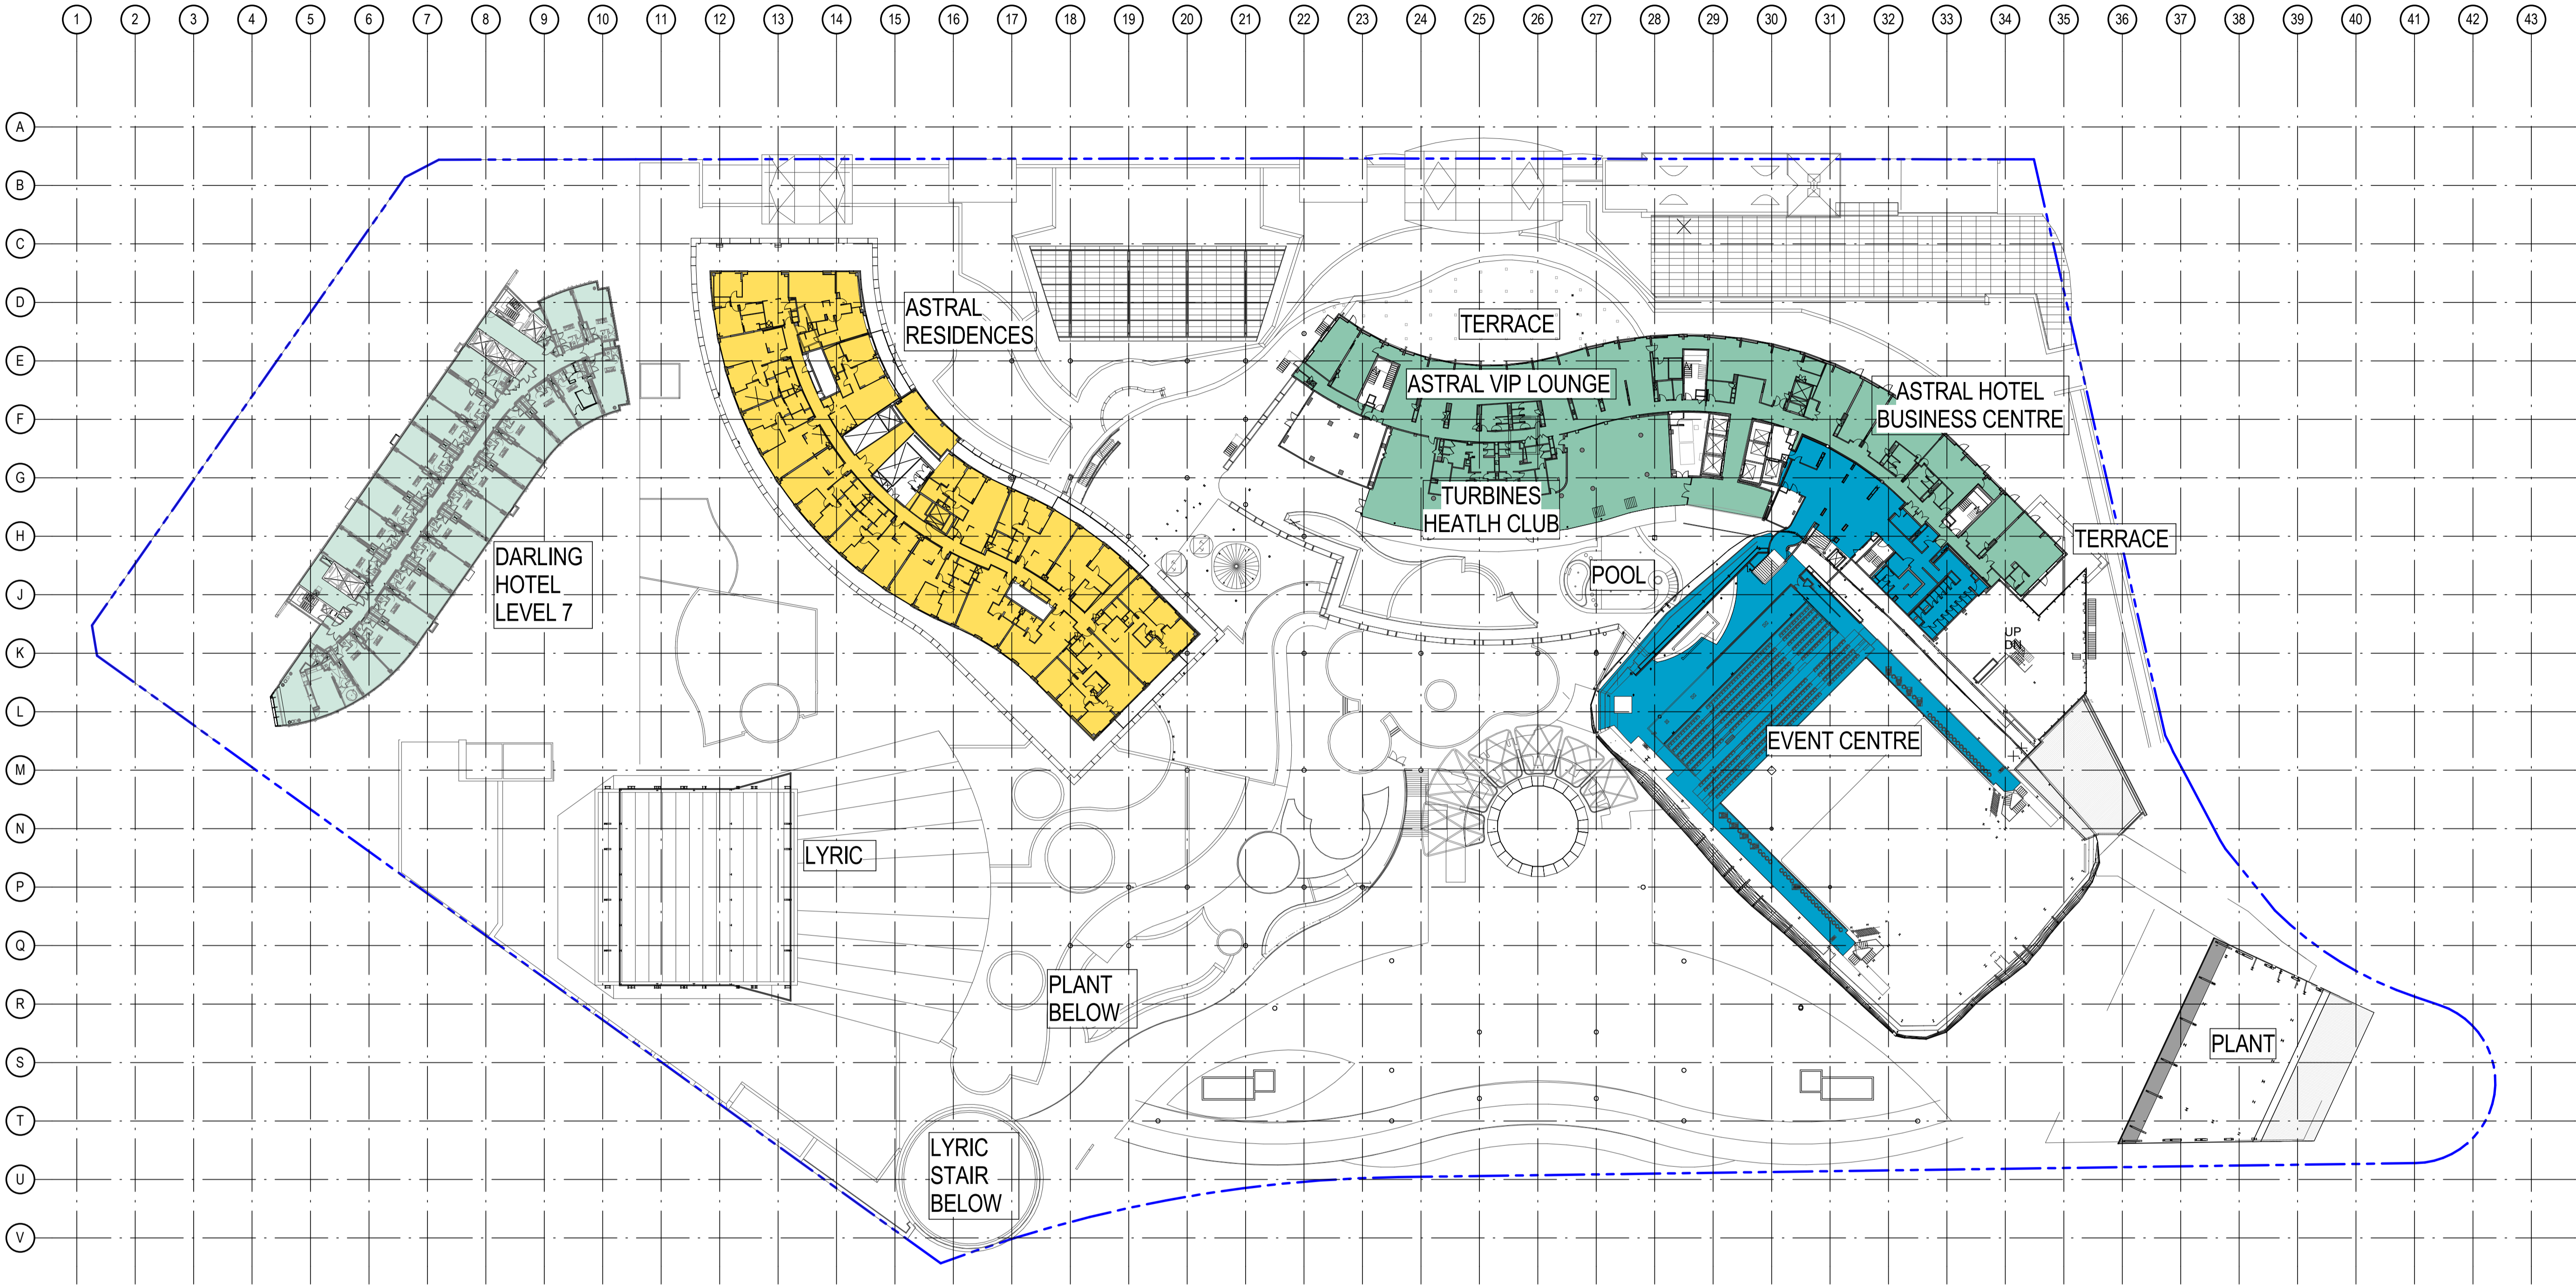 1 2 3 4 5 6 7 8 9 10 11 12 13 14 15 16 17 18 19 20 21 22 23 24 25 26 27 28 29 30 31 32 33 34 35 36 37 38 39 40 41 42 43
A
B
C
D
E
F
G
H
J
K
L
M
N
P
Q
R
S
T
U
V
ASTRAL
RESIDENCES
TERRACE
ASTRAL VIP LOUNGE
ASTRAL HOTEL
BUSINESS CENTRE
TURBINES
HEATLH CLUB
TERRACE
DARLING
HOTEL
LEVEL 7
POOL
UP
DN
EVENT CENTRE
LYRIC
PLANT
BELOW
PLANT
LYRIC
STAIR
BELOW